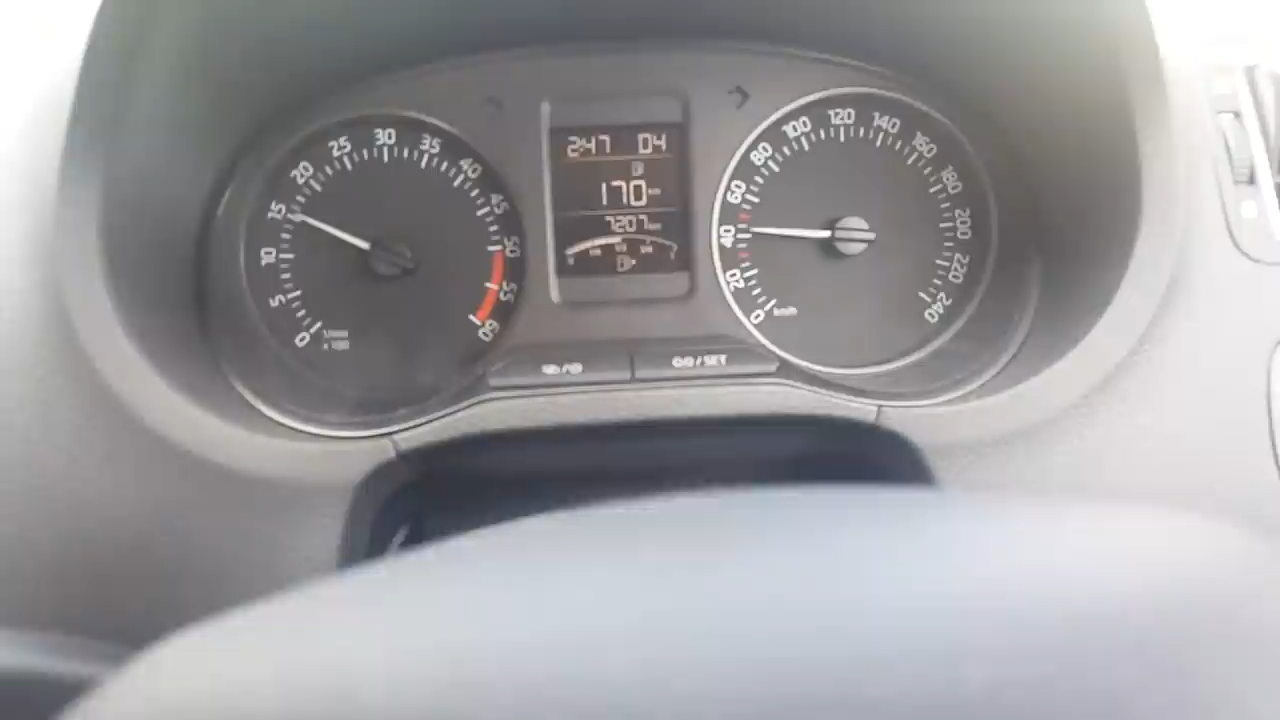 0 5 10 15 20 25 30 35 40 45 50 55 60
1/min
x 100
2:47 D4
170 km
7207 km
/SET
0 20 40 60 80 100 120 140 160 180 200 220 240
km/h